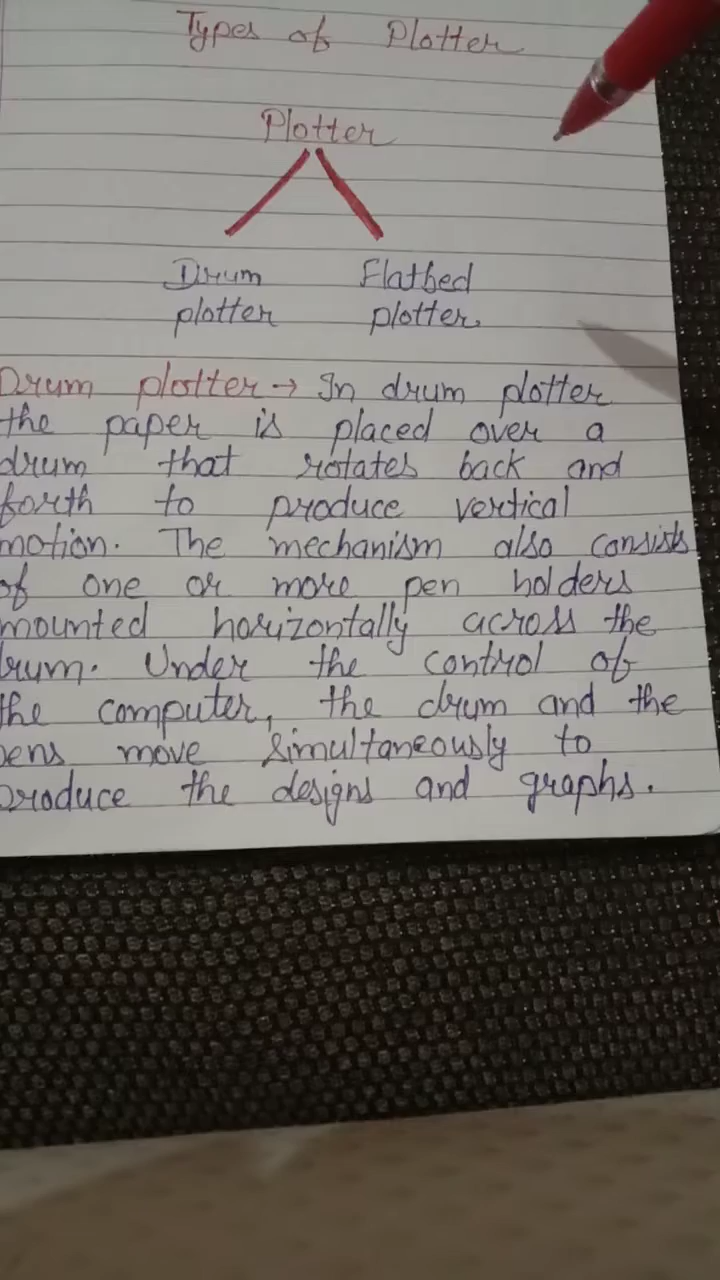 Types of Plotter
Plotter
Drum Flatbed
plotter plotter.
Drum plotter → In drum plotter
the paper is placed over a
drum that rotates back and
forth to produce vertical
motion. The mechanism also consists
of one or more pen holders
mounted horizontally across the
rum. Under the control of
the computer, the drum and the
ens move simultaneously to
produce the designs and graphs.